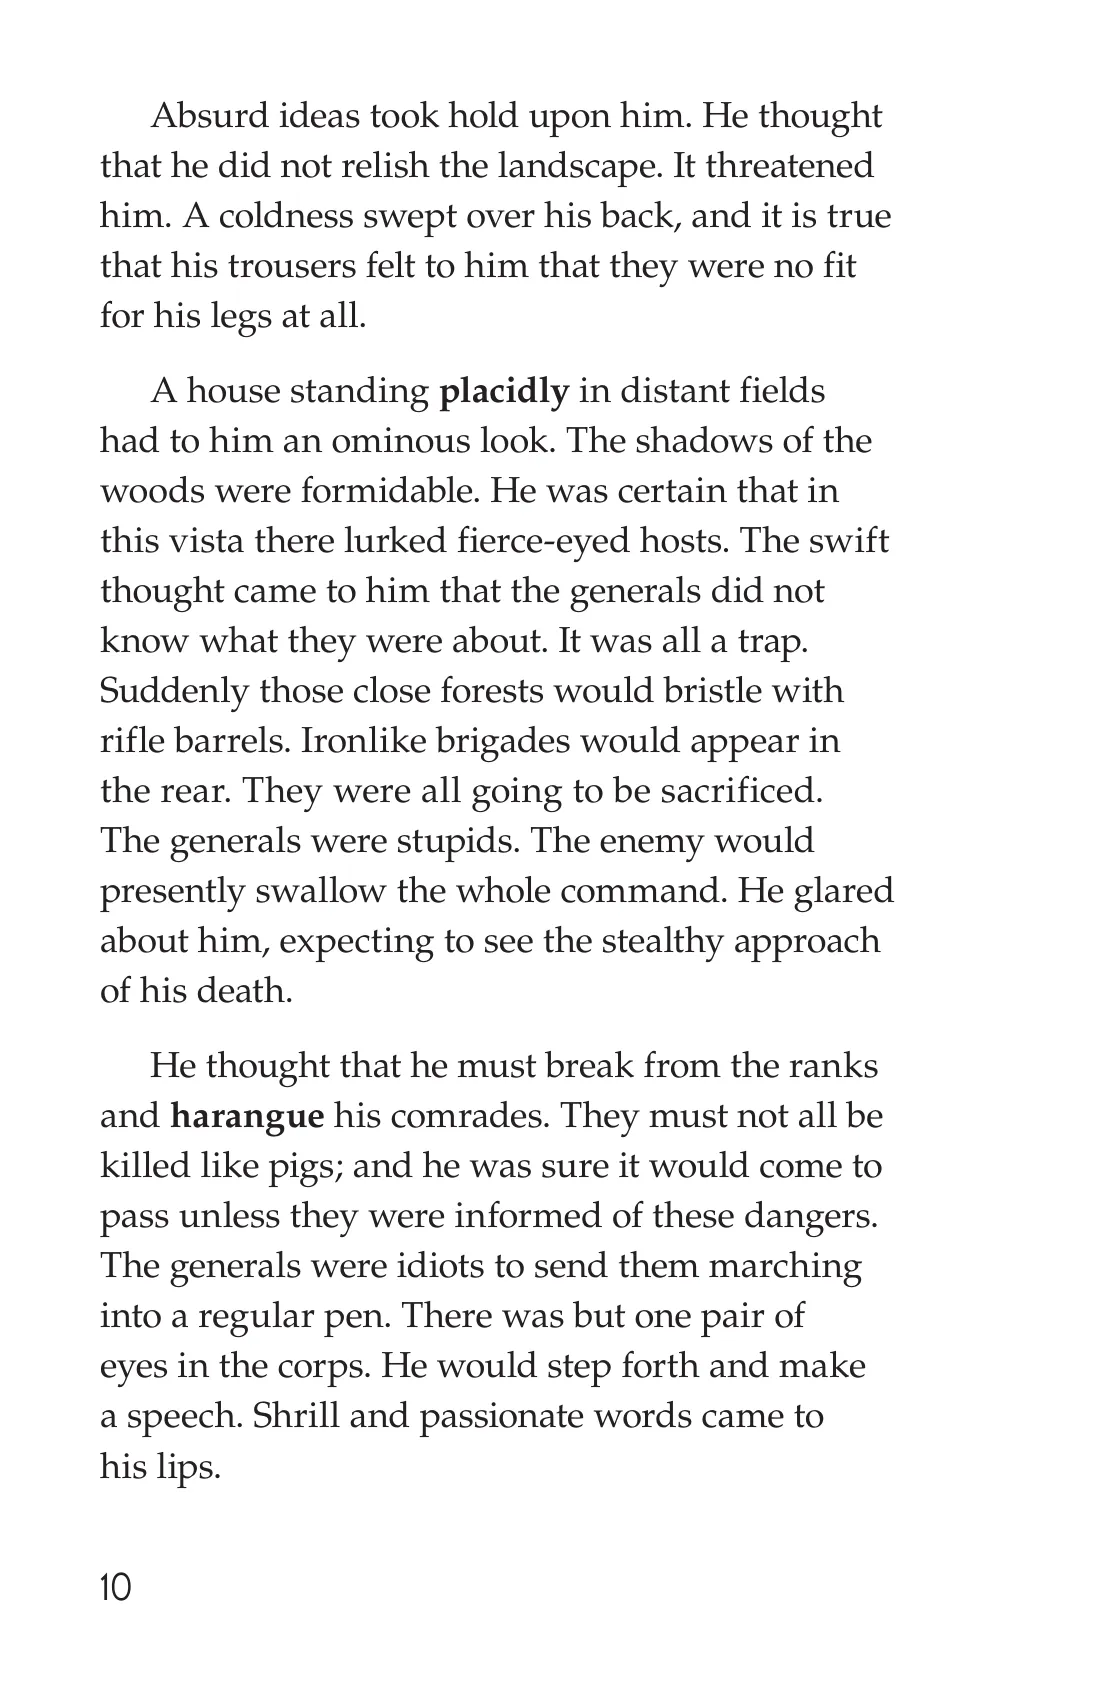 Absurd ideas took hold upon him. He thought
that he did not relish the landscape. It threatened
him. A coldness swept over his back, and it is true
that his trousers felt to him that they were no fit
for his legs at all.
A house standing placidly in distant fields
had to him an ominous look. The shadows of the
woods were formidable. He was certain that in
this vista there lurked fierce-eyed hosts. The swift
thought came to him that the generals did not
know what they were about. It was all a trap.
Suddenly those close forests would bristle with
rifle barrels. Ironlike brigades would appear in
the rear. They were all going to be sacrificed.
The generals were stupids. The enemy would
presently swallow the whole command. He glared
about him, expecting to see the stealthy approach
of his death.
He thought that he must break from the ranks
and harangue his comrades. They must not all be
killed like pigs; and he was sure it would come to
pass unless they were informed of these dangers.
The generals were idiots to send them marching
into a regular pen. There was but one pair of
eyes in the corps. He would step forth and make
a speech. Shrill and passionate words came to
his lips.
10